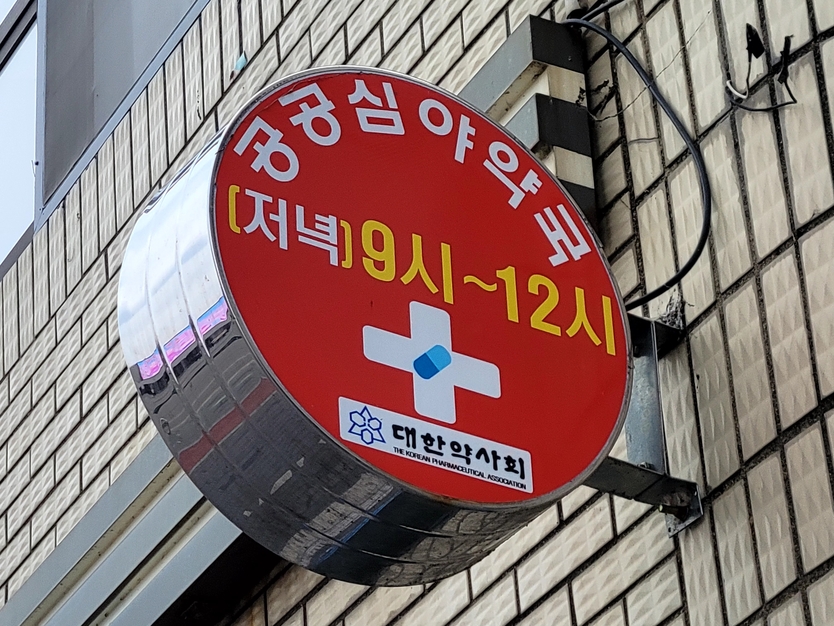 공공심야약국
(저녁)9시~12시
대한약사회
THE KOREAN PHARMACEUTICAL ASSOCIATION